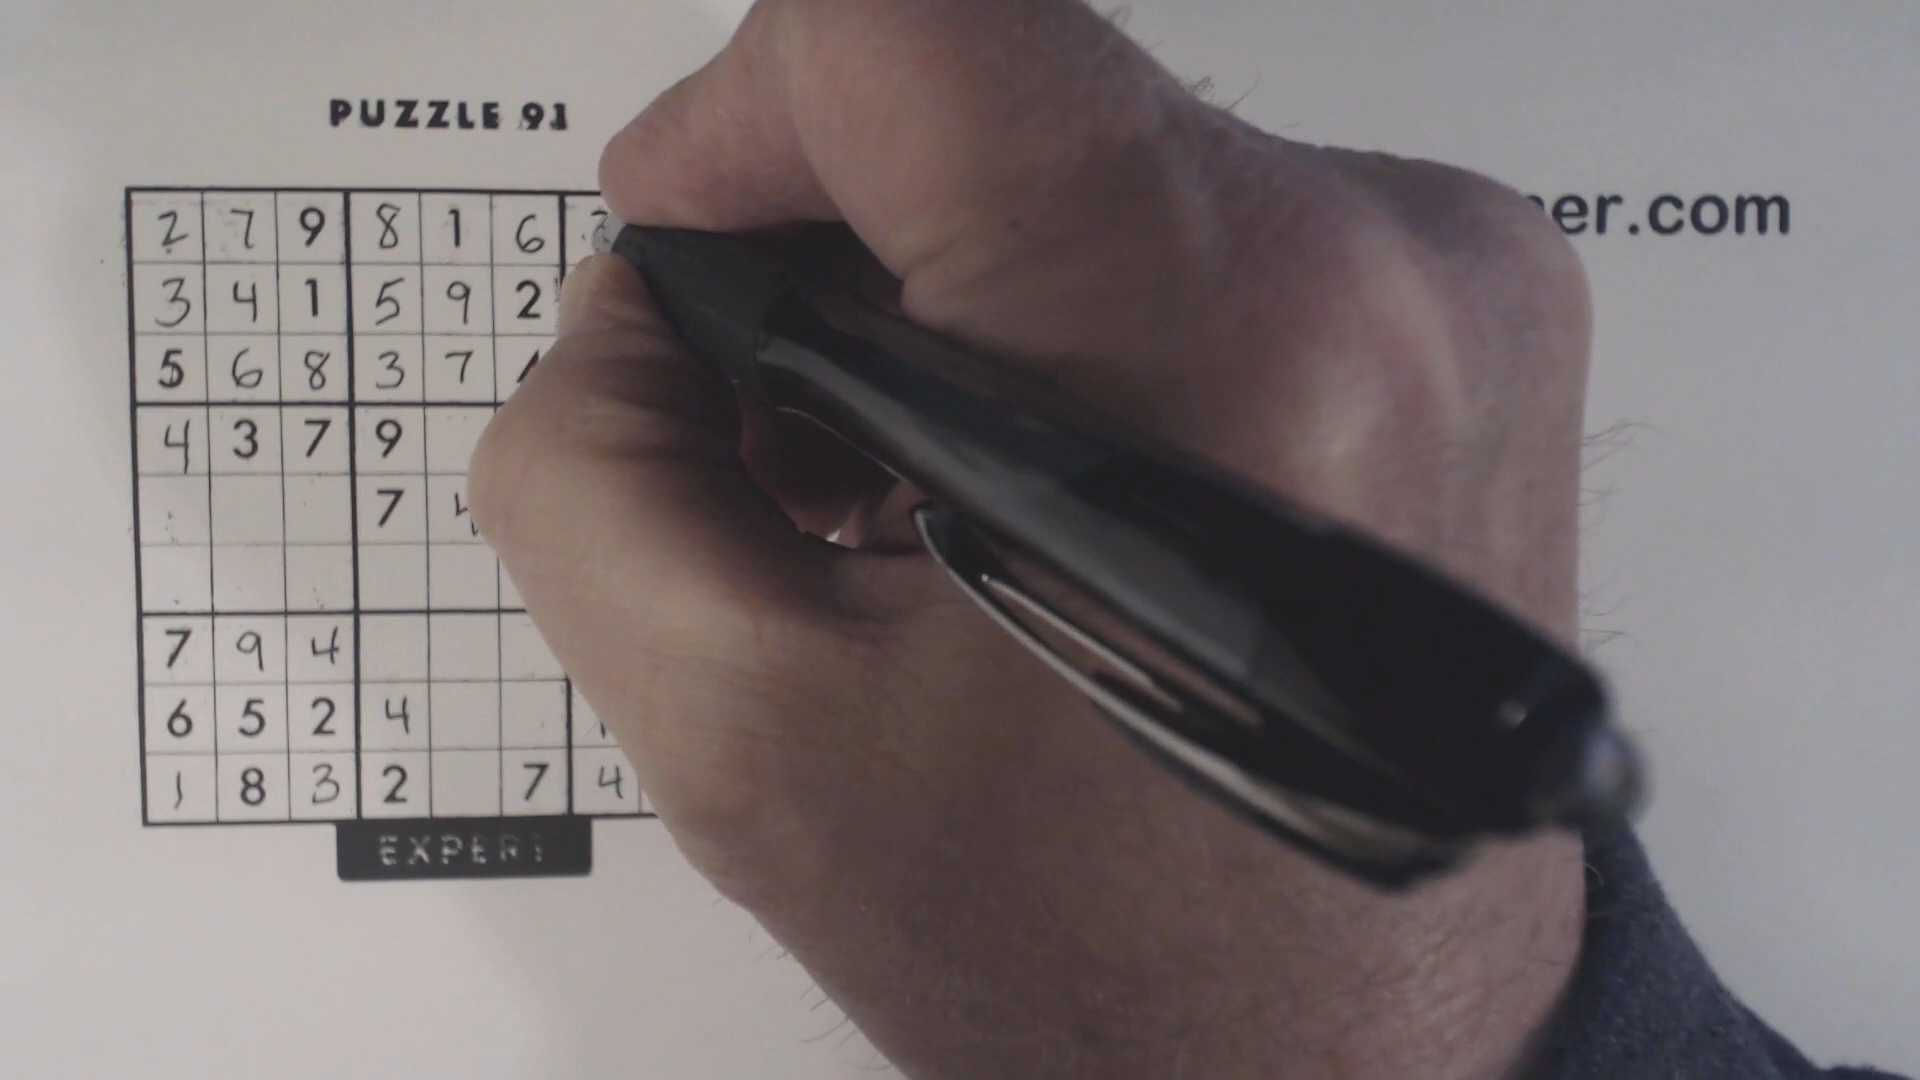 PUZZLE 91
er.com
2 7 9 8 1 6
3 4 1 5 9 2
5 6 8 3 7
4 3 7 9
7 4
7 9 4
6 5 2 4
1 8 3 2 7 4
EXPERT